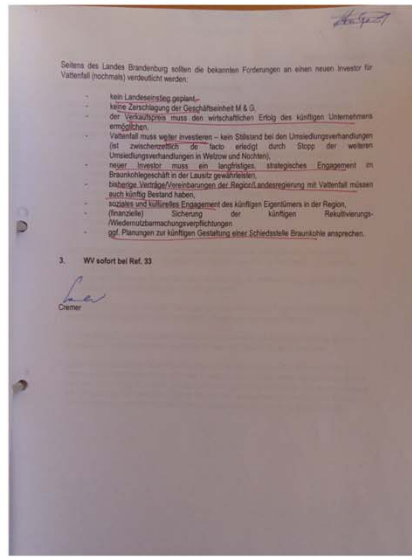 Seitens des Landes Brandenburg sollten die bekannten Forderungen an einen neuen Investor für
Vattenfall (nochmals) verdeutlicht werden:
- kein Landeseinstieg geplant,
- keine Zerschlagung der Geschäftseinheit M & G,
- der Verkaufspreis muss den wirtschaftlichen Erfolg des künftigen Unternehmens
ermöglichen,
- Vattenfall muss weiter investieren – kein Stillstand bei den Umsiedlungsverhandlungen
(ist zwischenzeitlich de facto erledigt durch Stopp der weiteren
Umsiedlungsverhandlungen in Welzow und Nochten),
- neuer Investor muss ein langfristiges, strategisches Engagement im
Braunkohlegeschäft in der Lausitz gewährleisten,
- bisherige Verträge/Vereinbarungen der Region/Landesregierung mit Vattenfall müssen
auch künftig Bestand haben,
- soziales und kulturelles Engagement des künftigen Eigentümers in der Region,
- (finanzielle) Sicherung der künftigen Rekultivierungs-
/Wiedernutzbarmachungsverpflichtungen
- ggf. Planungen zur künftigen Gestaltung einer Schiedsstelle Braunkohle ansprechen.
3. WV sofort bei Ref. 33
Cremer